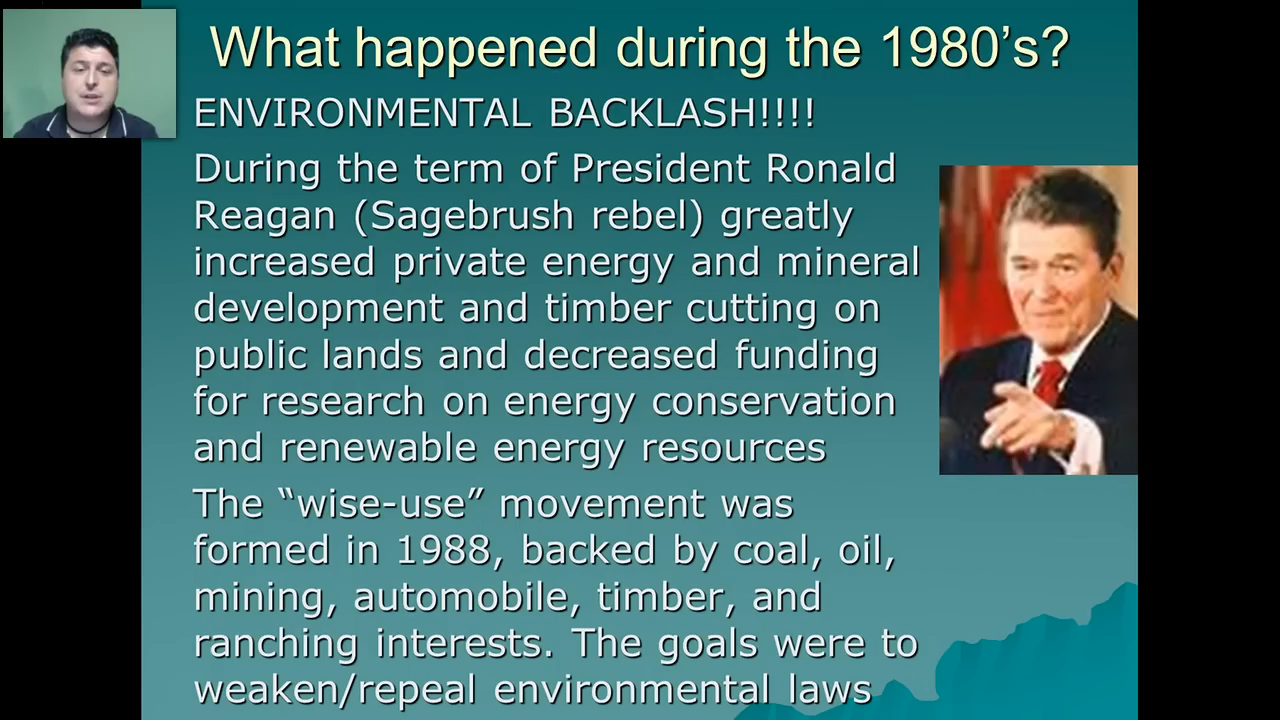 What happened during the 1980’s?
ENVIRONMENTAL BACKLASH!!!!
During the term of President Ronald
Reagan (Sagebrush rebel) greatly
increased private energy and mineral
development and timber cutting on
public lands and decreased funding
for research on energy conservation
and renewable energy resources
The “wise-use” movement was
formed in 1988, backed by coal, oil,
mining, automobile, timber, and
ranching interests. The goals were to
weaken/repeal environmental laws